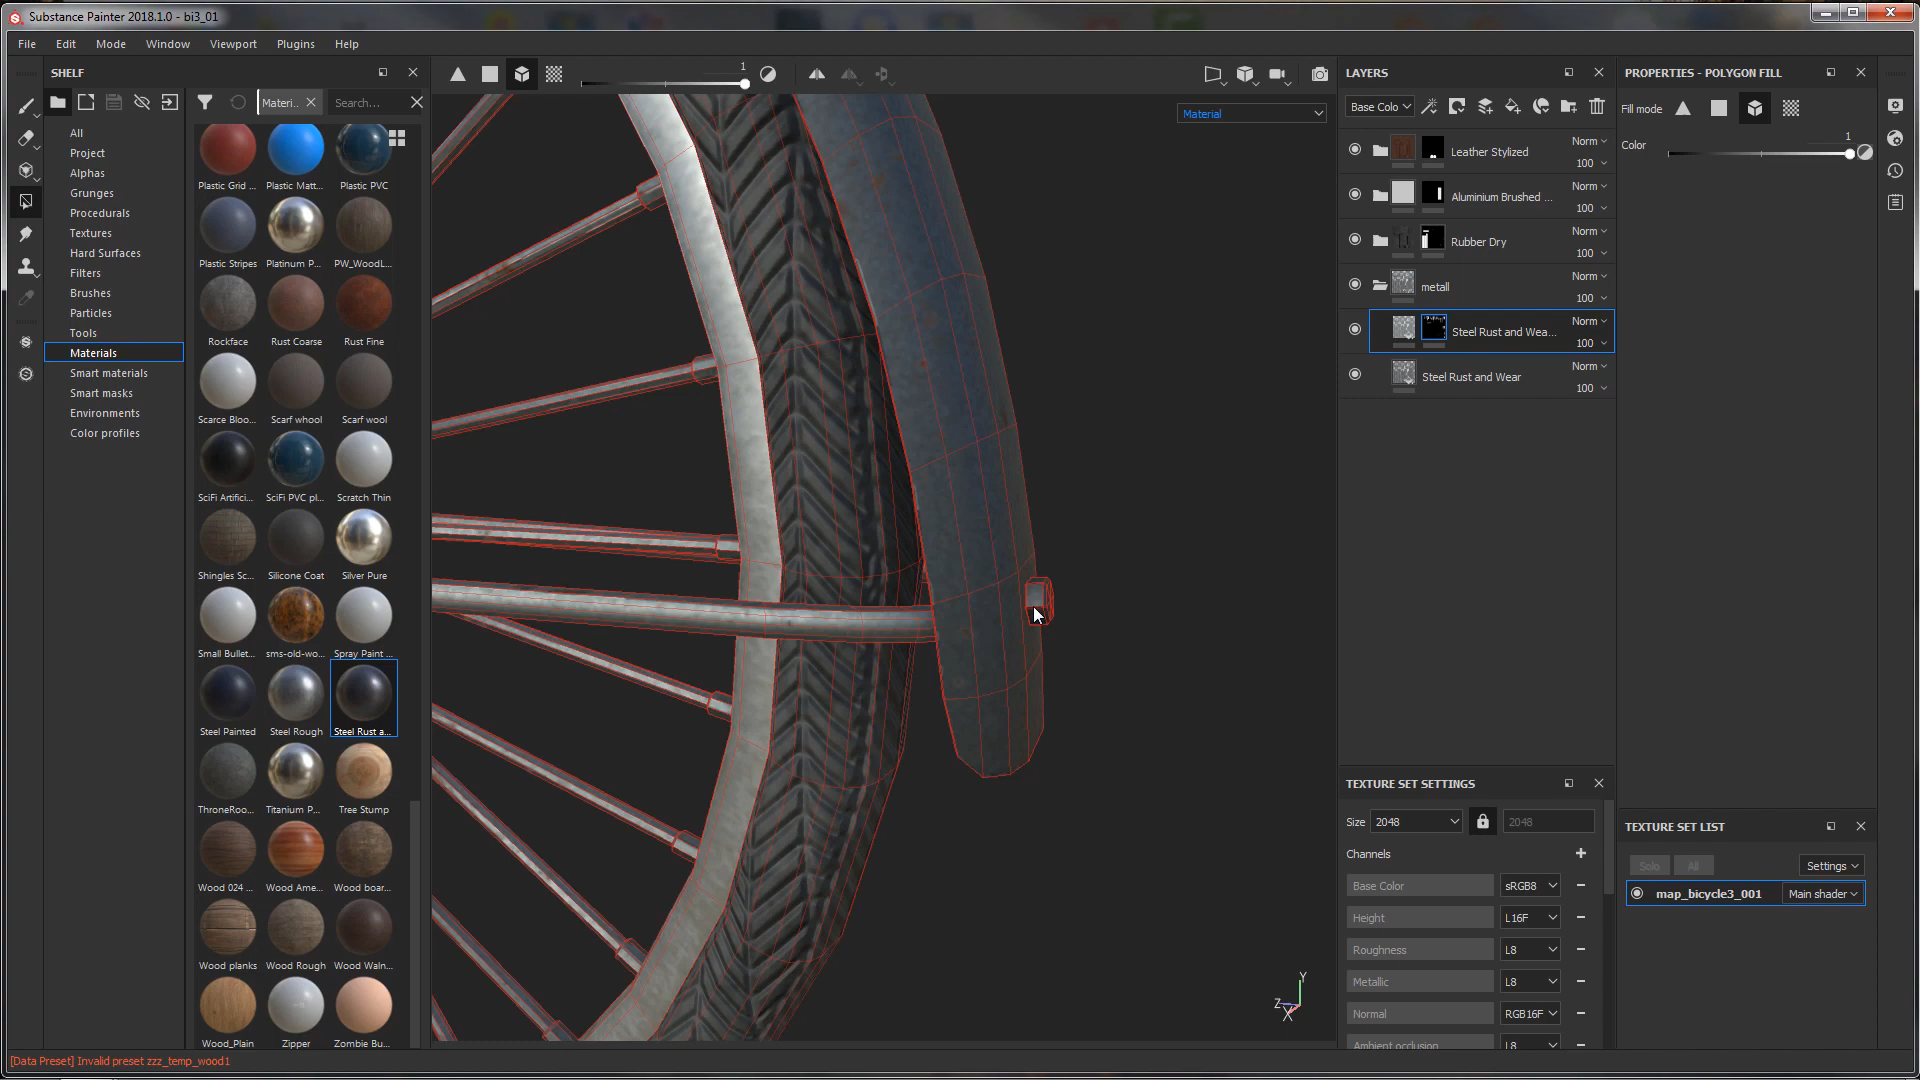 Substance Painter 2018.1.0 - bi3_01
File Edit Mode Window Viewport Plugins Help
SHELF
Materi..
Search...
All
Project
Alphas
Grunges
Procedurals
Textures
Hard Surfaces
Filters
Brushes
Particles
Tools
Materials
Smart materials
Smart masks
Environments
Color profiles
Plastic Grid ... Plastic Matt... Plastic PVC
Plastic Stripes Platinum P... PW_WoodL...
Rockface Rust Coarse Rust Fine
Scarce Bloo... Scarf whool Scarf wool
SciFi Artifici... SciFi PVC pl... Scratch Thin
Shingles Sc... Silicone Coat Silver Pure
Small Bullet... sms-old-wo... Spray Paint ...
Steel Painted Steel Rough Steel Rust a...
ThroneRoo... Titanium P... Tree Stump
Wood 024 ... Wood Ame... Wood boar...
Wood planks Wood Rough Wood Waln...
Wood_Plain Zipper Zombie Bu...
1
Material
Y
Z
X
LAYERS
Base Colo
Leather Stylized
Norm
100
Aluminium Brushed ...
Norm
100
Rubber Dry
Norm
100
metall
Norm
100
Steel Rust and Wea...
Norm
100
Steel Rust and Wear
Norm
100
TEXTURE SET SETTINGS
Size 2048 2048
Channels
Base Color sRGB8
Height L16F
Roughness L8
Metallic L8
Normal RGB16F
Ambient occlusion L8
PROPERTIES - POLYGON FILL
Fill mode
Color 1
TEXTURE SET LIST
Solo All Settings
map_bicycle3_001 Main shader
[Data Preset] Invalid preset zzz_temp_wood1